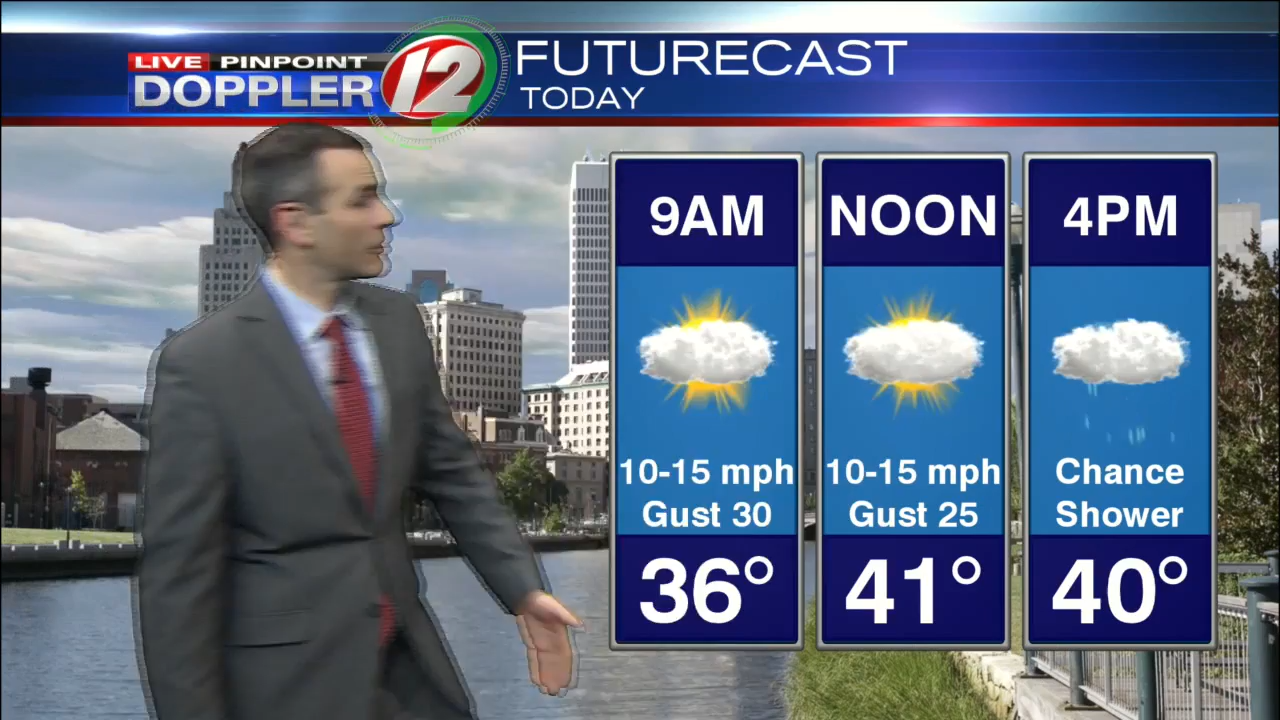 LIVE PINPOINT
DOPPLER 12
FUTURECAST
TODAY
9AM
10-15 mph
Gust 30
36°
NOON
10-15 mph
Gust 25
41°
4PM
Chance
Shower
40°